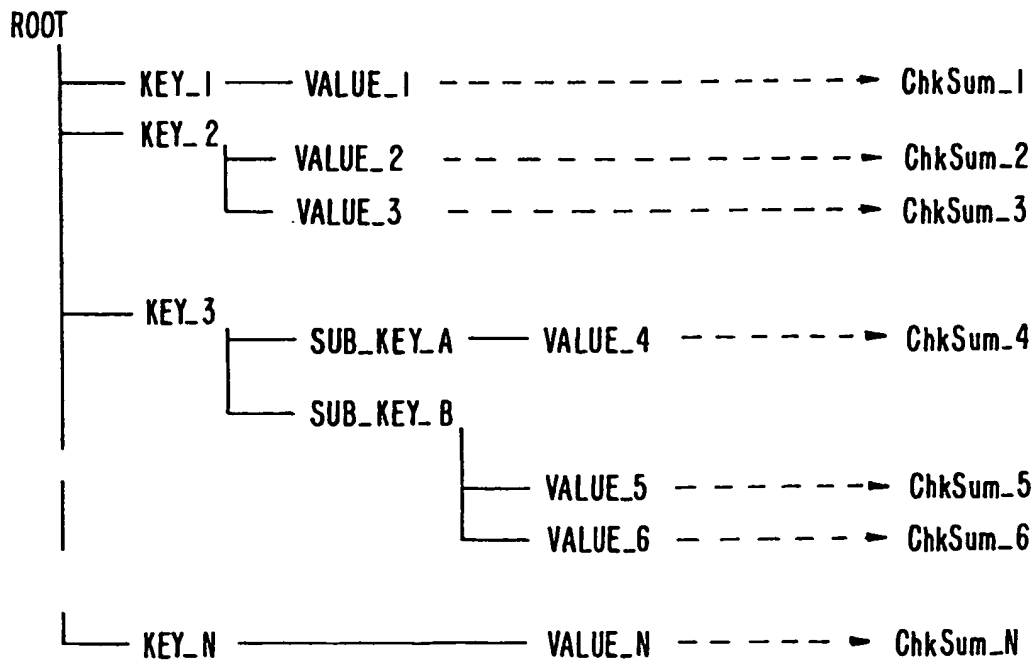 ROOT
KEY_1 VALUE_1 ChkSum_1
KEY_2
VALUE_2 ChkSum_2
VALUE_3 ChkSum_3
KEY_3
SUB_KEY_A VALUE_4 ChkSum_4
SUB_KEY_B
VALUE_5 ChkSum_5
VALUE_6 ChkSum_6
KEY_N VALUE_N ChkSum_N